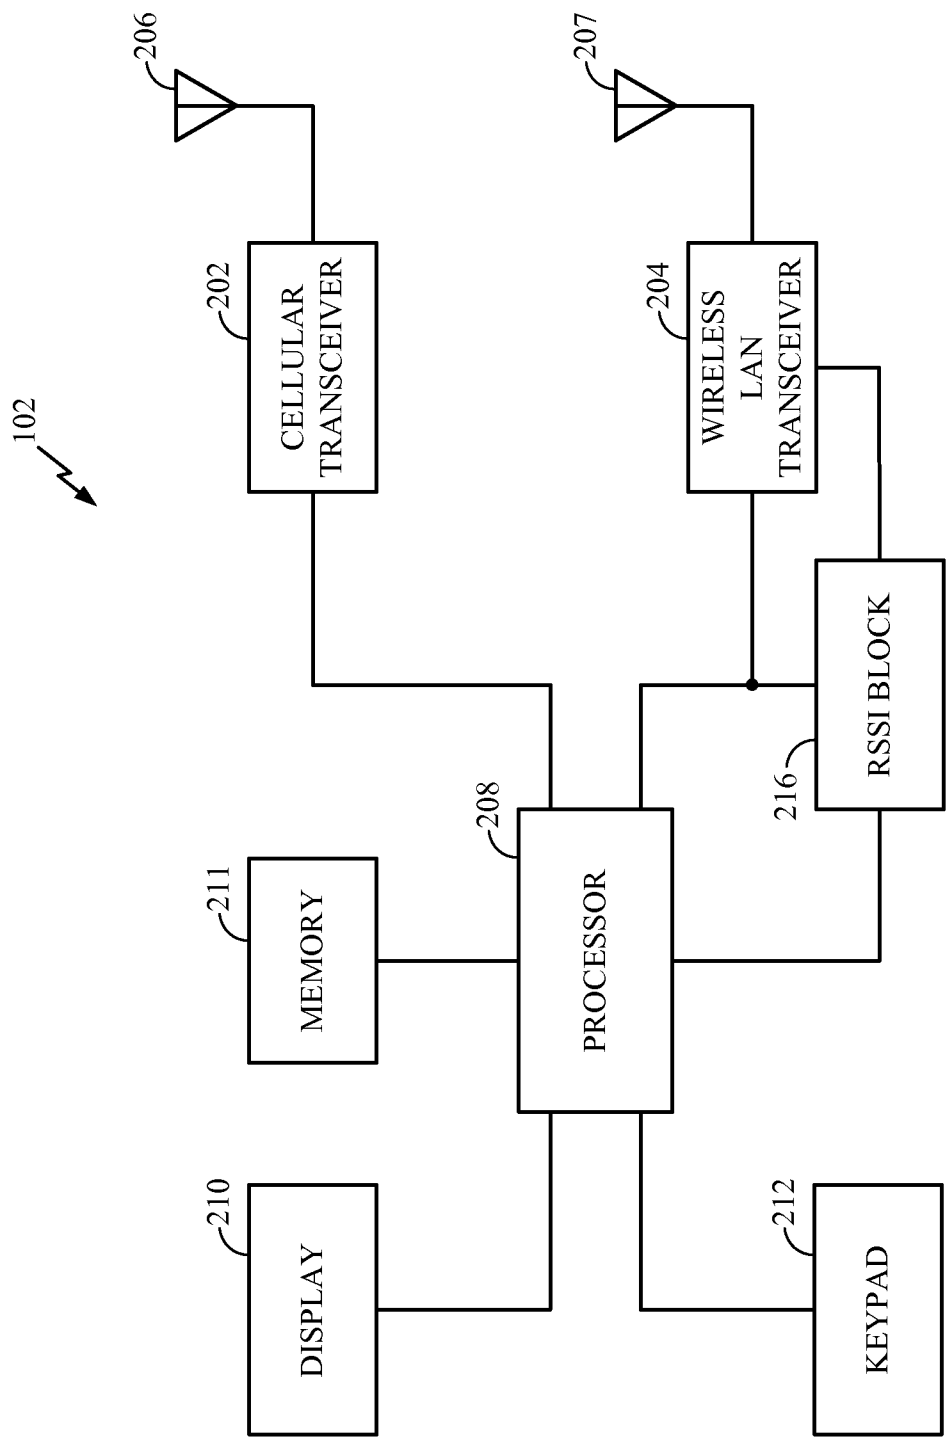 102
206
207
202
CELLULAR
TRANSCEIVER
204
WIRELESS
LAN
TRANSCEIVER
211
MEMORY
208
PROCESSOR
216
RSSI BLOCK
210
DISPLAY
212
KEYPAD